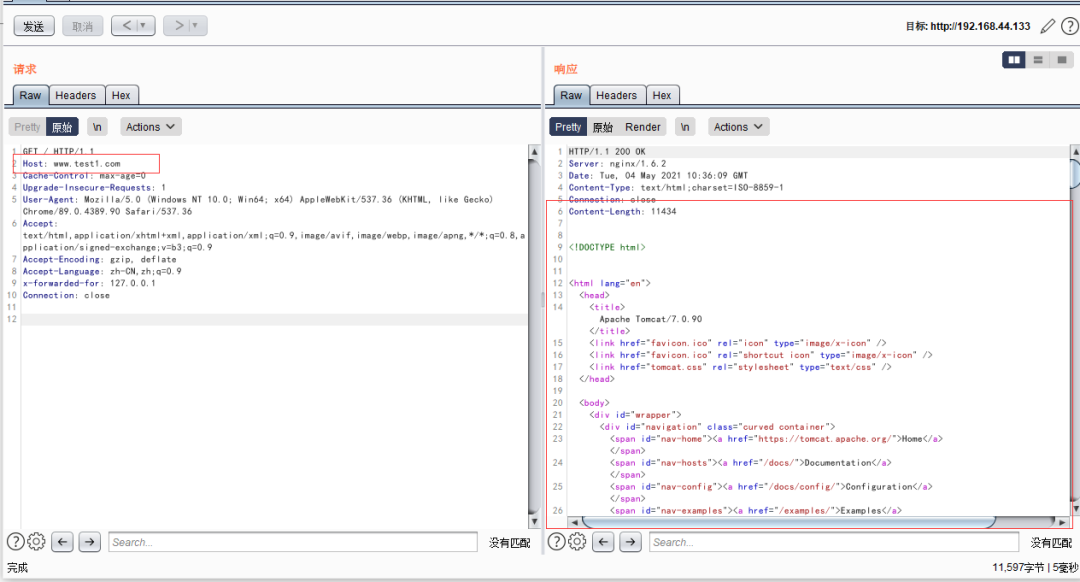 发送 取消 < ▼ > ▼ 目标: http://192.168.44.133 ?
请求
Raw Headers Hex
Pretty 原始 \n Actions
1 GET / HTTP/1.1
2 Host: www.test1.com
3 Cache-Control: max-age=0
4 Upgrade-Insecure-Requests: 1
5 User-Agent: Mozilla/5.0 (Windows NT 10.0; Win64; x64) AppleWebKit/537.36 (KHTML, like Gecko)
Chrome/89.0.4389.90 Safari/537.36
6 Accept:
text/html,application/xhtml+xml,application/xml;q=0.9,image/avif,image/webp,image/apng,*/*;q=0.8,a
pplication/signed-exchange;v=b3;q=0.9
7 Accept-Encoding: gzip, deflate
8 Accept-Language: zh-CN,zh;q=0.9
9 x-forwarded-for: 127.0.0.1
10 Connection: close
11
12
? Search... 没有匹配
响应
Raw Headers Hex
Pretty 原始 Render \n Actions
1 HTTP/1.1 200 OK
2 Server: nginx/1.6.2
3 Date: Tue, 04 May 2021 10:36:09 GMT
4 Content-Type: text/html;charset=ISO-8859-1
5 Connection: close
6 Content-Length: 11434
7
8
9 <!DOCTYPE html>
10
11
12 <html lang="en">
13 <head>
14 <title>
Apache Tomcat/7.0.90
</title>
15 <link href="favicon.ico" rel="icon" type="image/x-icon" />
16 <link href="favicon.ico" rel="shortcut icon" type="image/x-icon" />
17 <link href="tomcat.css" rel="stylesheet" type="text/css" />
18 </head>
19
20 <body>
21 <div id="wrapper">
22 <div id="navigation" class="curved container">
23 <span id="nav-home"><a href="https://tomcat.apache.org/">Home</a>
</span>
24 <span id="nav-hosts"><a href="/docs/">Documentation</a>
</span>
25 <span id="nav-config"><a href="/docs/config/">Configuration</a>
</span>
26 <span id="nav-examples"><a href="/examples/">Examples</a>
? Search... 没有匹配
完成 11,597字节 | 5毫秒